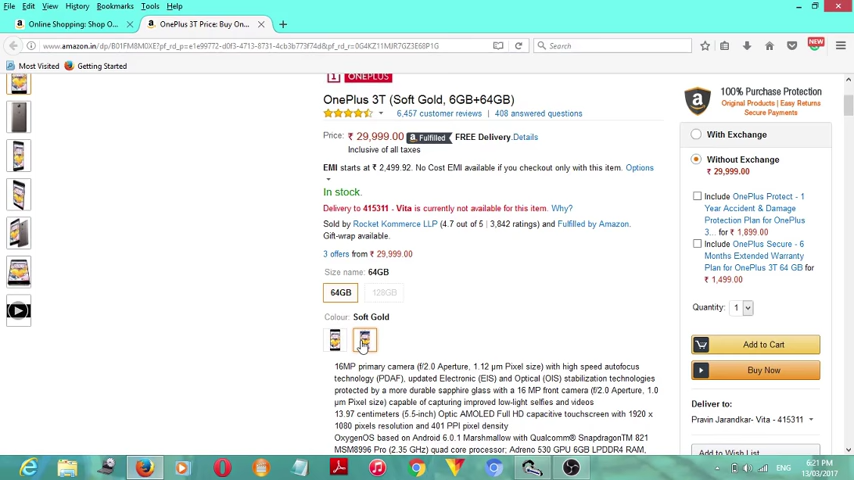 File Edit View History Bookmarks Tools Help
Online Shopping: Shop O...
OnePlus 3T Price: Buy On...
Search
Most Visited Getting Started
1 ONEPLUS
OnePlus 3T (Soft Gold, 6GB+64GB)
6,457 customer reviews | 408 answered questions
Price: ₹ 29,999.00 Fulfilled FREE Delivery. Details
Inclusive of all taxes
EMI starts at ₹ 2,499.92. No Cost EMI available if you checkout only with this item. Options
In stock.
Delivery to 415311 - Vita is currently not available for this item. Why?
Sold by Rocket Kommerce LLP (4.7 out of 5 | 3,842 ratings) and Fulfilled by Amazon.
Gift-wrap available.
3 offers from ₹ 29,999.00
Size name: 64GB
64GB 128GB
Colour: Soft Gold
16MP primary camera (f/2.0 Aperture, 1.12 μm Pixel size) with high speed autofocus
technology (PDAF), updated Electronic (EIS) and Optical (OIS) stabilization technologies
protected by a more durable sapphire glass with a 16 MP front camera (f/2.0 Aperture, 1.0
μm Pixel size) capable of capturing improved low-light selfies and videos
13.97 centimeters (5.5-inch) Optic AMOLED Full HD capacitive touchscreen with 1920 x
1080 pixels resolution and 401 PPI pixel density
OxygenOS based on Android 6.0.1 Marshmallow with Qualcomm® SnapdragonTM 821
MSM8996 Pro (2.35 GHz) quad core processor; Adreno 530 GPU 6GB LPDDR4 RAM,
100% Purchase Protection
Original Products | Easy Returns
Secure Payments
With Exchange
Without Exchange
₹ 29,999.00
Include OnePlus Protect - 1
Year Accident & Damage
Protection Plan for OnePlus
3... for ₹ 1,899.00
Include OnePlus Secure - 6
Months Extended Warranty
Plan for OnePlus 3T 64 GB for
₹ 1,499.00
Quantity: 1
Add to Cart
Buy Now
Deliver to:
Pravin Jarandkar- Vita - 415311
Add to Wish List
NEW
ENG
6:21 PM
13/03/2017